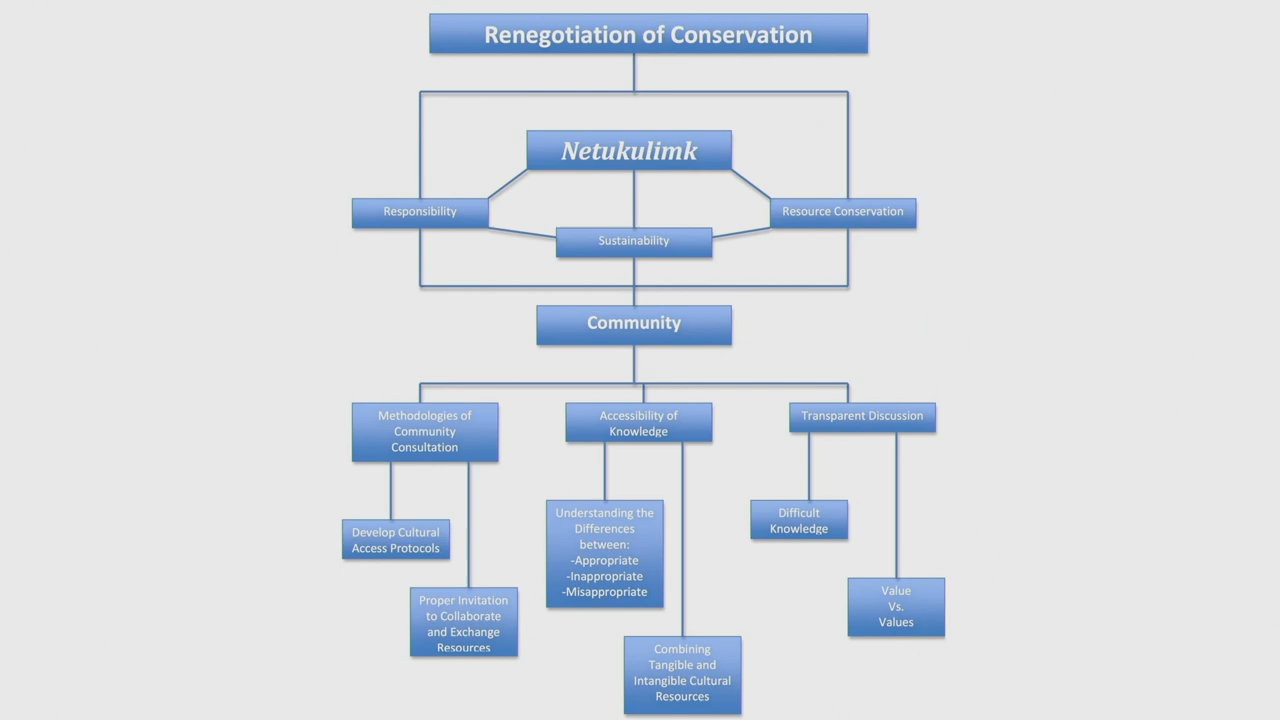 Renegotiation of Conservation
Netukulimk
Responsibility
Resource Conservation
Sustainability
Community
Methodologies of
Community
Consultation
Accessibility of
Knowledge
Transparent Discussion
Develop Cultural
Access Protocols
Proper Invitation
to Collaborate
and Exchange
Resources
Understanding the
Differences
between:
-Appropriate
-Inappropriate
-Misappropriate
Combining
Tangible and
Intangible Cultural
Resources
Difficult
Knowledge
Value
Vs.
Values